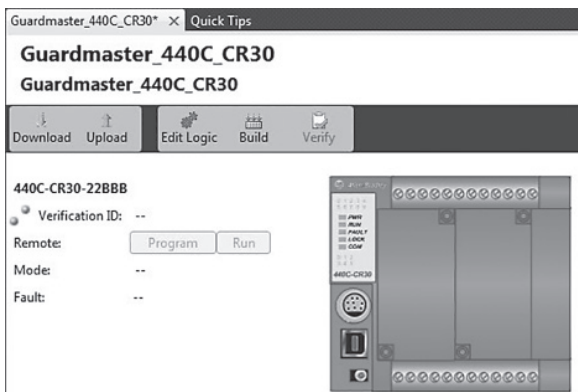 Guardmaster_440C_CR30* × Quick Tips
Guardmaster_440C_CR30
Guardmaster_440C_CR30
Download Upload Edit Logic Build Verify
440C-CR30-22BBB
Verification ID: --
Remote: Program Run
Mode: --
Fault: --
PWR
RUN
FAULT
LOCK
COM
440C-CR30